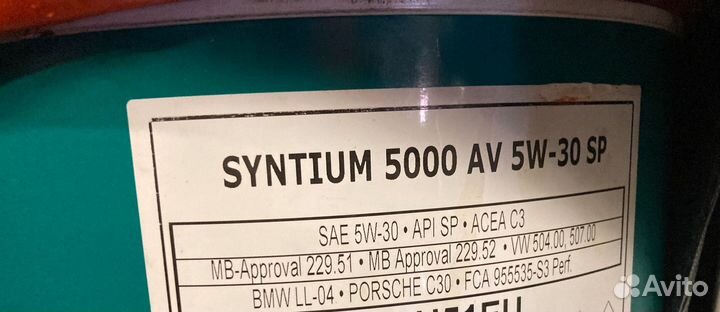 SYNTIUM 5000 AV 5W-30 SP
SAE 5W-30 • API SP • ACEA C3
MB-Approval 229.51 • MB Approval 229.52 • VW 504.00, 507.00
BMW LL-04 • PORSCHE C30 • FCA 955535-S3 Perf.
Avito